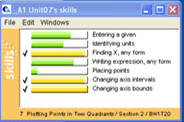 _A1 Unit07's skills
File Edit Windows
skills
Entering a given
Identifying units
Finding X, any form
Writing expression, any form
Placing points
Changing axis intervals
Changing axis bounds
7 Plotting Points in Two Quadrants / Section 2 / BH1T20